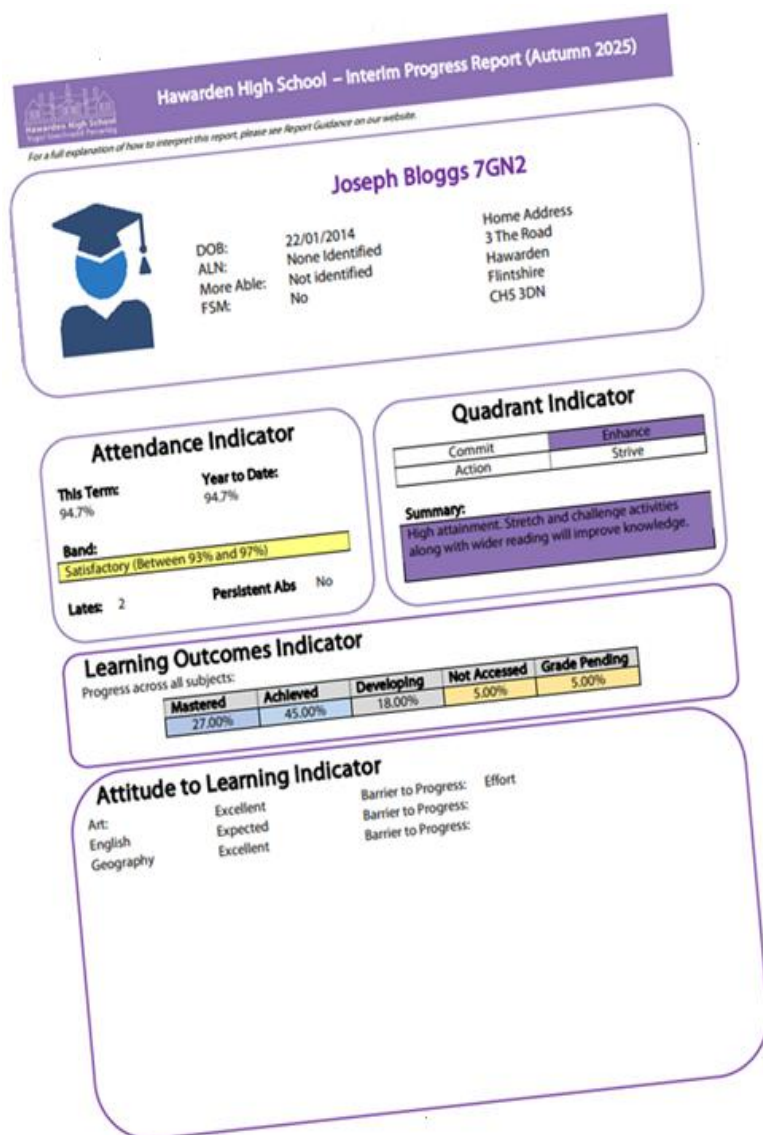 Hawarden High School – Interim Progress Report (Autumn 2025)
Hawarden High School
Ysgol Uwchradd Penarlâg
For a full explanation of how to interpret this report, please see Report Guidance on our website.
Joseph Bloggs 7GN2
DOB: 22/01/2014
ALN: None Identified
More Able: Not identified
FSM: No
Home Address
3 The Road
Hawarden
Flintshire
CH5 3DN
Attendance Indicator
This Term: Year to Date:
94.7% 94.7%
Band:
Satisfactory (Between 93% and 97%)
Lates: 2 Persistent Abs No
Quadrant Indicator
Commit Enhance
Action Strive
Summary:
High attainment. Stretch and challenge activities
along with wider reading will improve knowledge.
Learning Outcomes Indicator
Progress across all subjects:
Mastered Achieved Developing Not Accessed Grade Pending
27.00% 45.00% 18.00% 5.00% 5.00%
Attitude to Learning Indicator
Art: Excellent Barrier to Progress: Effort
English Expected Barrier to Progress:
Geography Excellent Barrier to Progress: